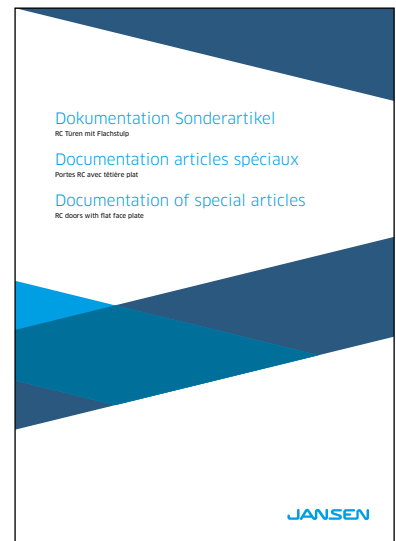 Dokumentation Sonderartikel
RC Türen mit Flachstulp
Documentation articles spéciaux
Portes RC avec têtière plat
Documentation of special articles
RC doors with flat face plate
JANSEN